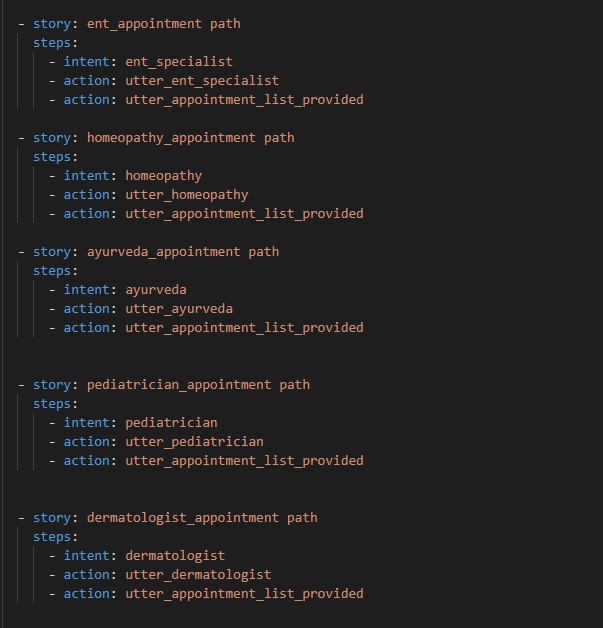 - story: ent_appointment path
steps:
- intent: ent_specialist
- action: utter_ent_specialist
- action: utter_appointment_list_provided
- story: homeopathy_appointment path
steps:
- intent: homeopathy
- action: utter_homeopathy
- action: utter_appointment_list_provided
- story: ayurveda_appointment path
steps:
- intent: ayurveda
- action: utter_ayurveda
- action: utter_appointment_list_provided
- story: pediatrician_appointment path
steps:
- intent: pediatrician
- action: utter_pediatrician
- action: utter_appointment_list_provided
- story: dermatologist_appointment path
steps:
- intent: dermatologist
- action: utter_dermatologist
- action: utter_appointment_list_provided